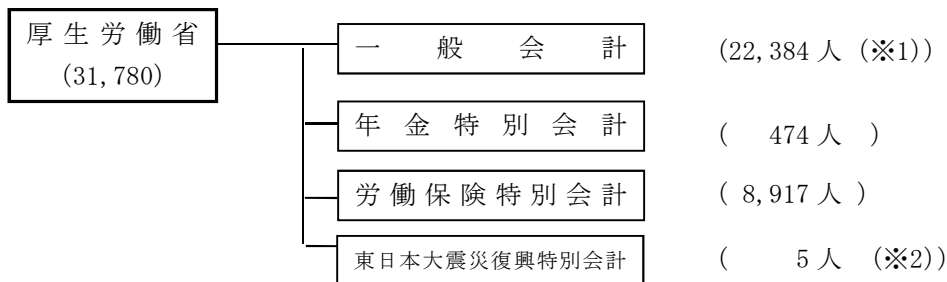 厚生労働省
(31,780)
一般会計 (22,384人 (※1))
年金特別会計 ( 474人 )
労働保険特別会計 ( 8,917人 )
東日本大震災復興特別会計 ( 5人 (※2))